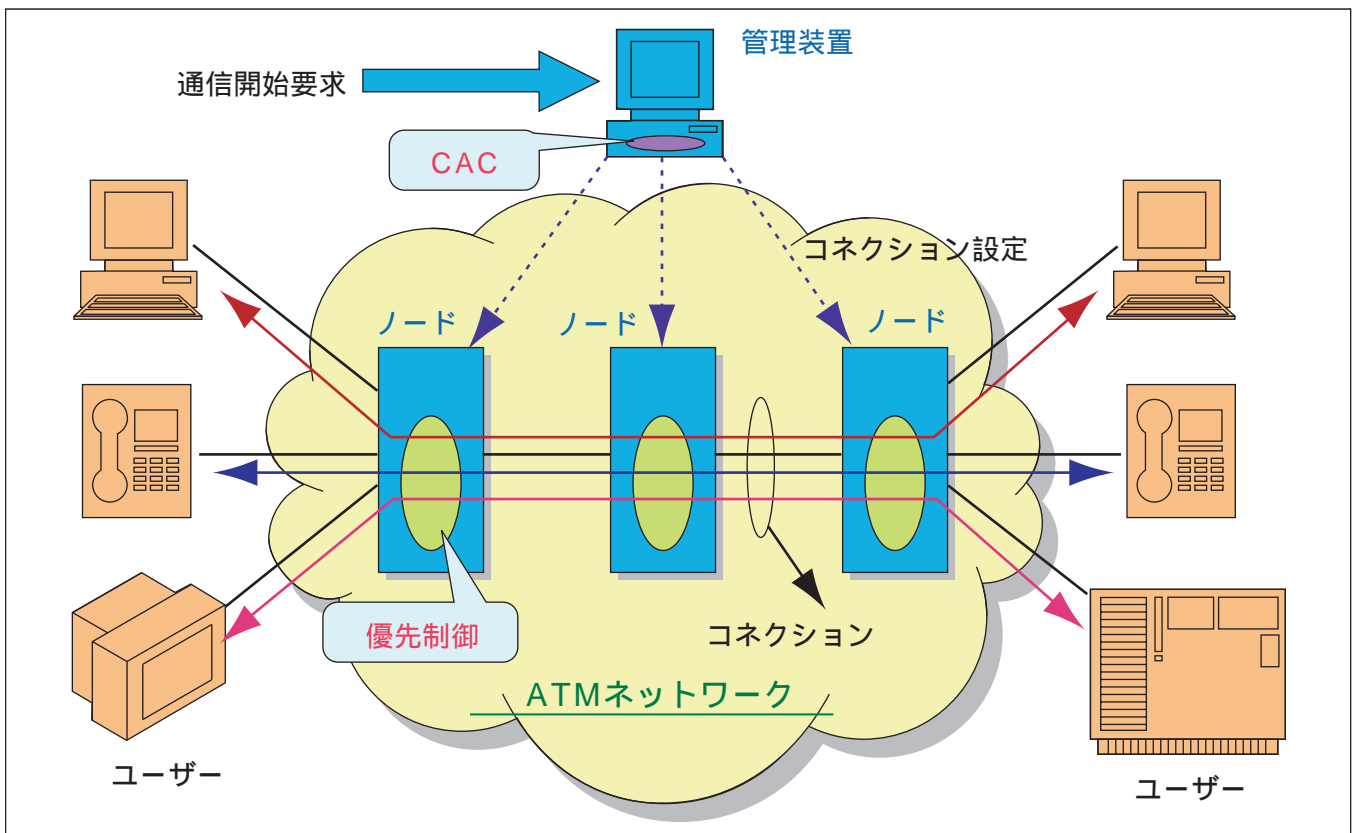 管理装置
通信開始要求
CAC
コネクション設定
ノード
ノード
ノード
優先制御
コネクション
ATMネットワーク
ユーザー
ユーザー